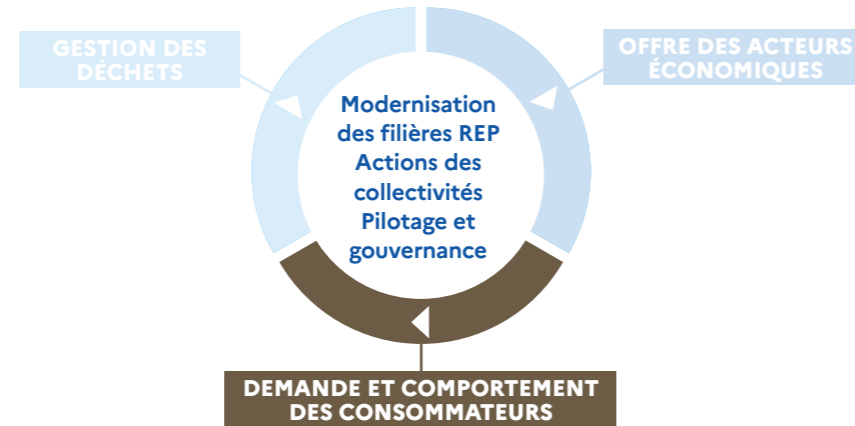 GESTION DES
DÉCHETS
OFFRE DES ACTEURS
ÉCONOMIQUES
Modernisation
des filières REP
Actions des
collectivités
Pilotage et
gouvernance
DEMANDE ET COMPORTEMENT
DES CONSOMMATEURS